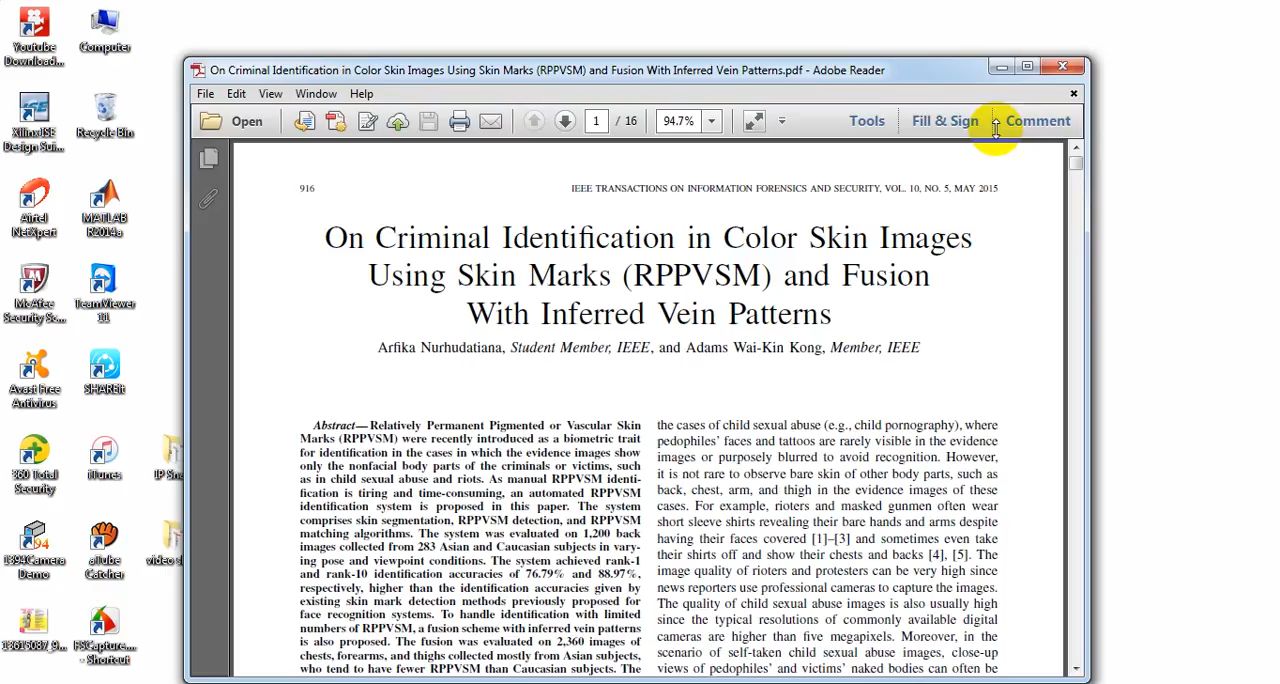 Youtube
Download...
Computer
XilinxISE
Design Sui...
Recycle Bin
Airtel
NetXpert
MATLAB
R2014a
McAfee
Security Sc...
TeamViewer
11
Avast Free
Antivirus
SHAREit
360 Total
Security
iTunes
IP Sna
1394Camera
Demo
aTube
Catcher
video s
FSCapture....
- Shortcut
On Criminal Identification in Color Skin Images Using Skin Marks (RPPVSM) and Fusion With Inferred Vein Patterns.pdf - Adobe Reader
File Edit View Window Help
Open 1 / 16 94.7% Tools Fill & Sign Comment
916 IEEE TRANSACTIONS ON INFORMATION FORENSICS AND SECURITY, VOL. 10, NO. 5, MAY 2015
On Criminal Identification in Color Skin Images
Using Skin Marks (RPPVSM) and Fusion
With Inferred Vein Patterns
Arfika Nurhudatiana, Student Member, IEEE, and Adams Wai-Kin Kong, Member, IEEE
Abstract—Relatively Permanent Pigmented or Vascular Skin
Marks (RPPVSM) were recently introduced as a biometric trait
for identification in the cases in which the evidence images show
only the nonfacial body parts of the criminals or victims, such
as in child sexual abuse and riots. As manual RPPVSM identi-
fication is tiring and time-consuming, an automated RPPVSM
identification system is proposed in this paper. The system
comprises skin segmentation, RPPVSM detection, and RPPVSM
matching algorithms. The system was evaluated on 1,200 back
images collected from 283 Asian and Caucasian subjects in vary-
ing pose and viewpoint conditions. The system achieved rank-1
and rank-10 identification accuracies of 76.79% and 88.97%,
respectively, higher than the identification accuracies given by
existing skin mark detection methods previously proposed for
face recognition systems. To handle identification with limited
numbers of RPPVSM, a fusion scheme with inferred vein patterns
is also proposed. The fusion was evaluated on 2,360 images of
chests, forearms, and thighs collected mostly from Asian subjects,
who tend to have fewer RPPVSM than Caucasian subjects. The
the cases of child sexual abuse (e.g., child pornography), where
pedophiles' faces and tattoos are rarely visible in the evidence
images or purposely blurred to avoid recognition. However,
it is not rare to observe bare skin of other body parts, such as
back, chest, arm, and thigh in the evidence images of these
cases. For example, rioters and masked gunmen often wear
short sleeve shirts revealing their bare hands and arms despite
having their faces covered [1]–[3] and sometimes even take
their shirts off and show their chests and backs [4], [5]. The
image quality of rioters and protesters can be very high since
news reporters use professional cameras to capture the images.
The quality of child sexual abuse images is also usually high
since the typical resolutions of commonly available digital
cameras are higher than five megapixels. Moreover, in the
scenario of self-taken child sexual abuse images, close-up
views of pedophiles' and victims' naked bodies can often be